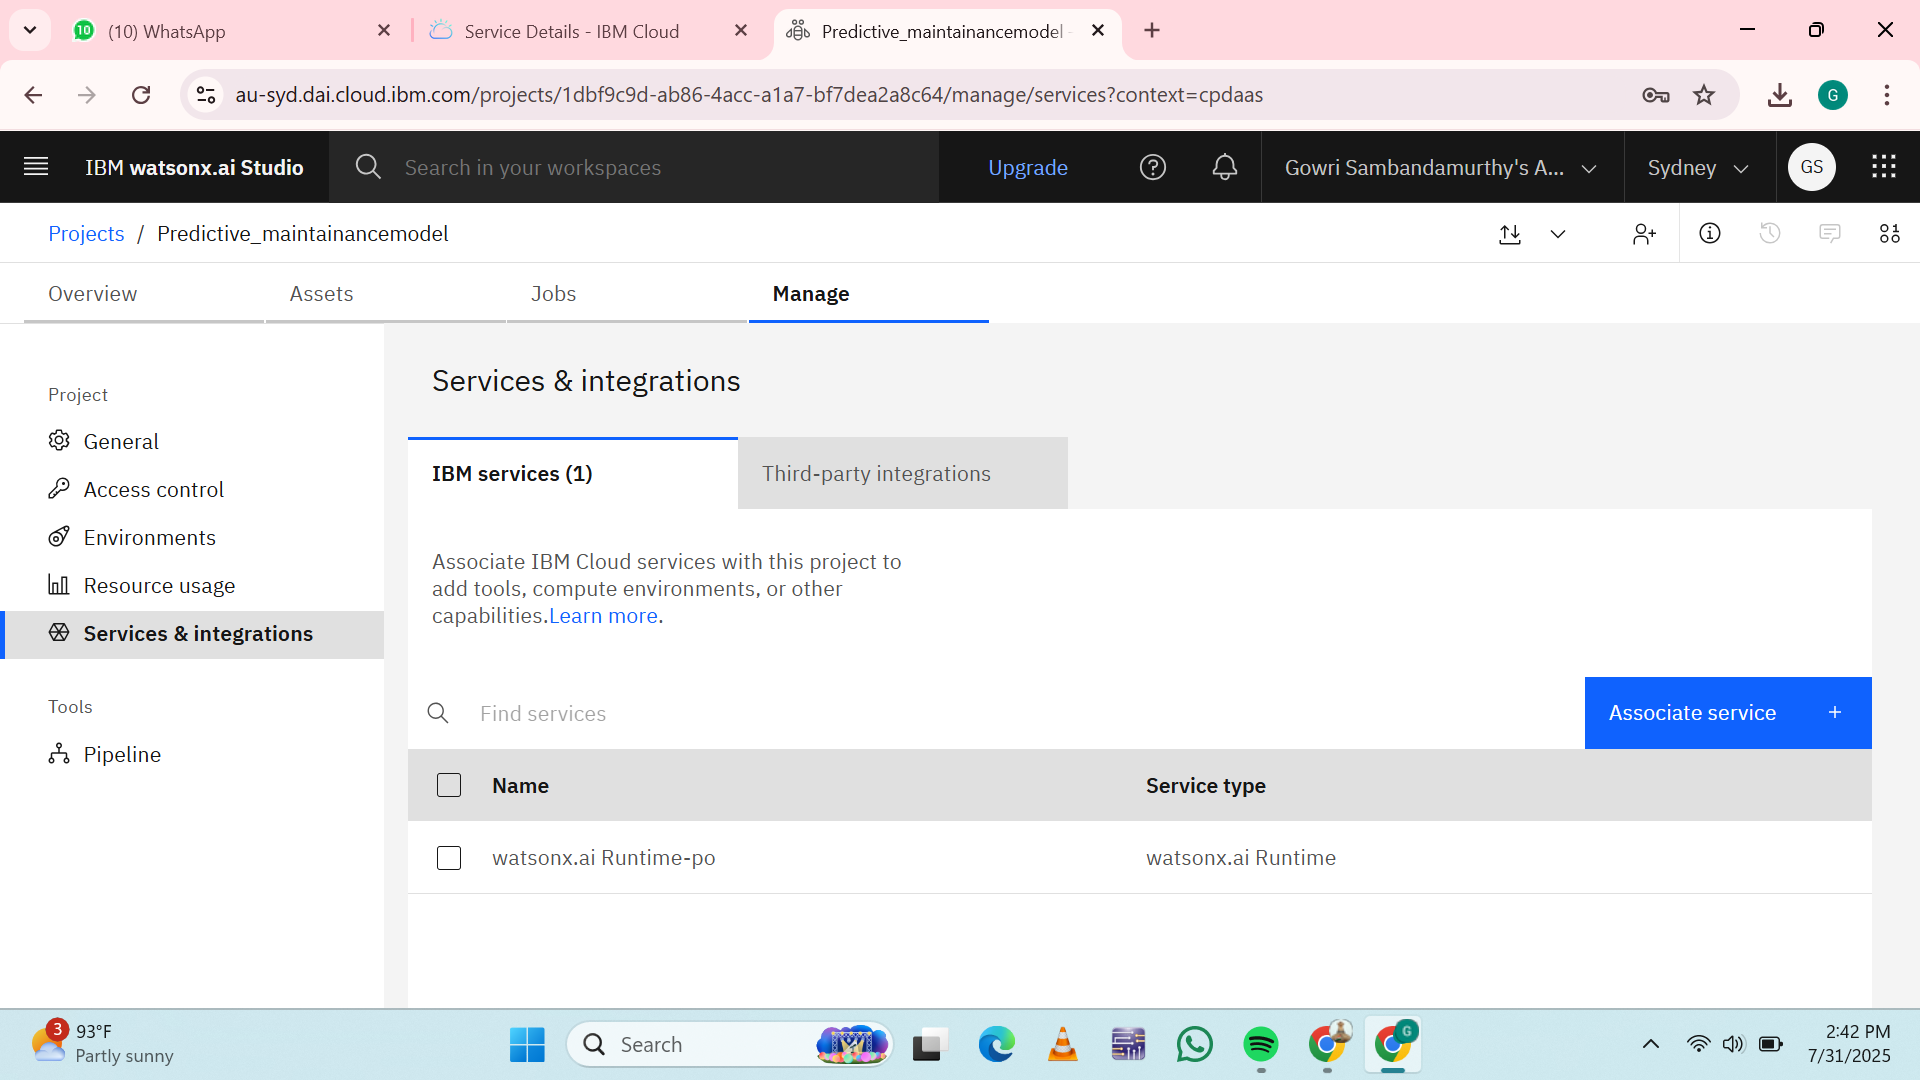 10
(10) WhatsApp
Service Details - IBM Cloud
Predictive_maintainancemodel -
au-syd.dai.cloud.ibm.com/projects/1dbf9c9d-ab86-4acc-a1a7-bf7dea2a8c64/manage/services?context=cpdaas
G
IBM watsonx.ai Studio
Search in your workspaces
Upgrade
Gowri Sambandamurthy's A...
Sydney
GS
Projects / Predictive_maintainancemodel
Overview
Assets
Jobs
Manage
Project
General
Access control
Environments
Resource usage
Services & integrations
Tools
Pipeline
Services & integrations
IBM services (1)
Third-party integrations
Associate IBM Cloud services with this project to
add tools, compute environments, or other
capabilities.Learn more.
Find services
Associate service +
Name
Service type
watsonx.ai Runtime-po
watsonx.ai Runtime
3
93°F
Partly sunny
Search
G
2:42 PM
7/31/2025